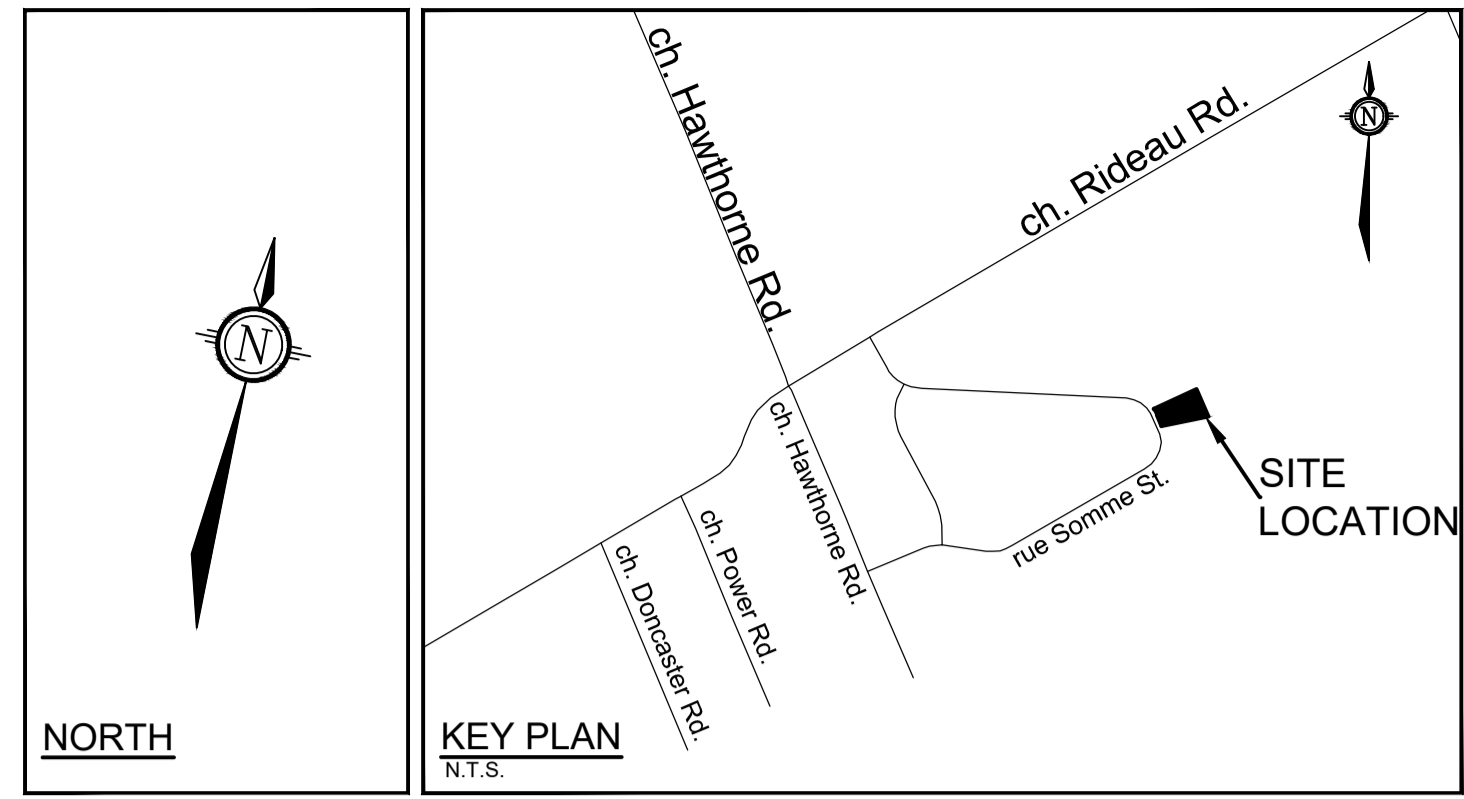 N
NORTH
ch. Hawthorne Rd.
ch. Rideau Rd.
N
ch. Hawthorne Rd.
SITE
LOCATION
rue Somme St.
ch. Power Rd.
ch. Doncaster Rd.
KEY PLAN
N.T.S.